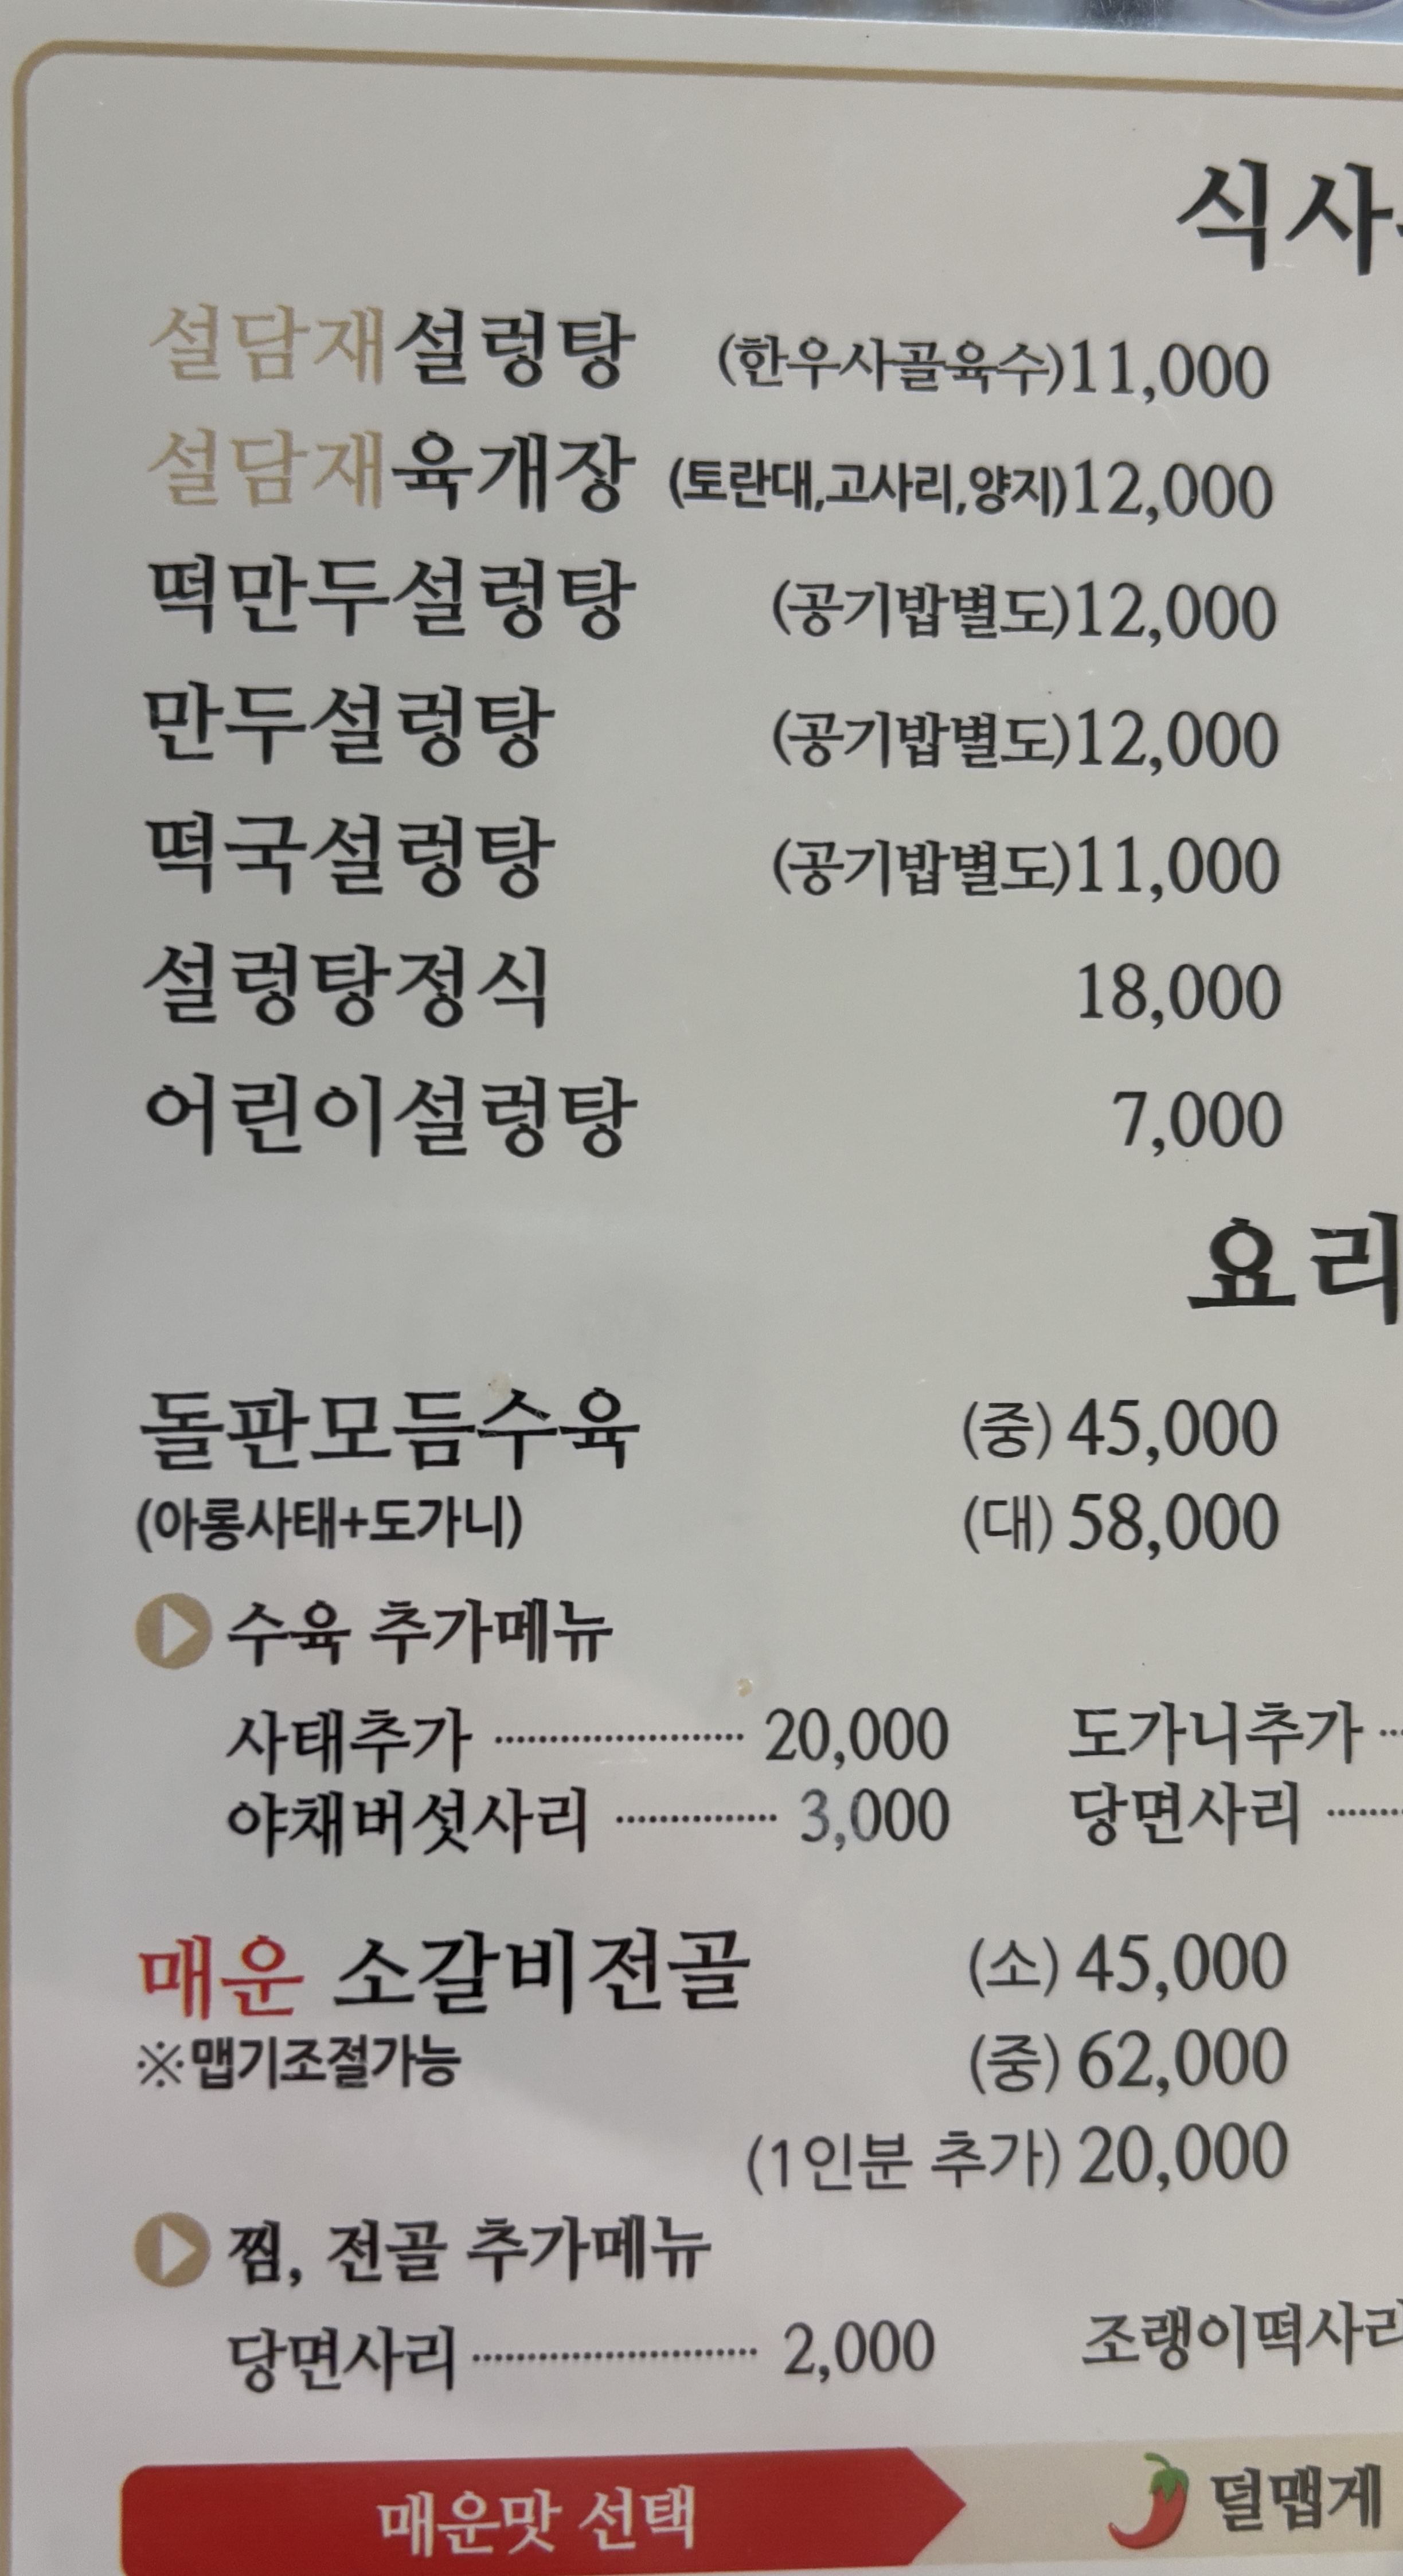 식사
설담재설렁탕 (한우사골육수)11,000
설담재육개장 (토란대,고사리,양지)12,000
떡만두설렁탕 (공기밥별도)12,000
만두설렁탕 (공기밥별도)12,000
떡국설렁탕 (공기밥별도)11,000
설렁탕정식 18,000
어린이설렁탕 7,000
요리
돌판모듬수육 (중) 45,000
(아롱사태+도가니) (대) 58,000
수육 추가메뉴
사태추가 ........................ 20,000 도가니추가 ...
야채버섯사리 ................ 3,000 당면사리 ........
매운 소갈비전골 (소) 45,000
※맵기조절가능 (중) 62,000
(1인분 추가) 20,000
찜, 전골 추가메뉴
당면사리............................ 2,000 조랭이떡사리
매운맛 선택 덜맵게